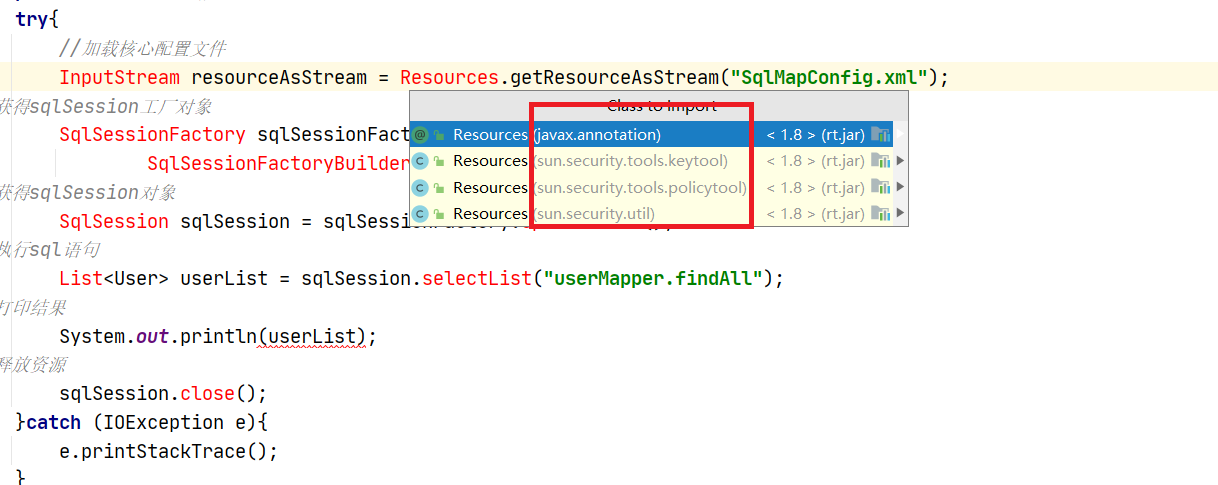 try{
//加载核心配置文件
InputStream resourceAsStream = Resources.getResourceAsStream("SqlMapConfig.xml");
获得sqlSession工厂对象
Class to Import
SqlSessionFactory sqlSessionFact
Resources (javax.annotation) < 1.8 > (rt.jar)
SqlSessionFactoryBuilder
Resources (sun.security.tools.keytool) < 1.8 > (rt.jar)
获得sqlSession对象
Resources (sun.security.tools.policytool) < 1.8 > (rt.jar)
SqlSession sqlSession = sqlSess
Resources (sun.security.util) < 1.8 > (rt.jar)
执行sql语句
List<User> userList = sqlSession.selectList("userMapper.findAll");
打印结果
System.out.println(userList);
释放资源
sqlSession.close();
}catch (IOException e){
e.printStackTrace();
}